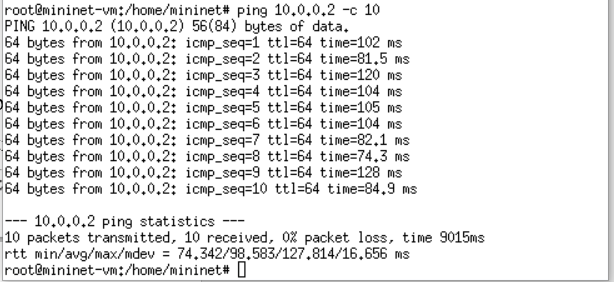 root@mininet-vm:/home/mininet# ping 10.0.0.2 -c 10
PING 10.0.0.2 (10.0.0.2) 56(84) bytes of data.
64 bytes from 10.0.0.2: icmp_seq=1 ttl=64 time=102 ms
64 bytes from 10.0.0.2: icmp_seq=2 ttl=64 time=81.5 ms
64 bytes from 10.0.0.2: icmp_seq=3 ttl=64 time=120 ms
64 bytes from 10.0.0.2: icmp_seq=4 ttl=64 time=104 ms
64 bytes from 10.0.0.2: icmp_seq=5 ttl=64 time=105 ms
64 bytes from 10.0.0.2: icmp_seq=6 ttl=64 time=104 ms
64 bytes from 10.0.0.2: icmp_seq=7 ttl=64 time=82.1 ms
64 bytes from 10.0.0.2: icmp_seq=8 ttl=64 time=74.3 ms
64 bytes from 10.0.0.2: icmp_seq=9 ttl=64 time=128 ms
64 bytes from 10.0.0.2: icmp_seq=10 ttl=64 time=84.9 ms
--- 10.0.0.2 ping statistics ---
10 packets transmitted, 10 received, 0% packet loss, time 9015ms
rtt min/avg/max/mdev = 74.342/98.583/127.814/16.656 ms
root@mininet-vm:/home/mininet#